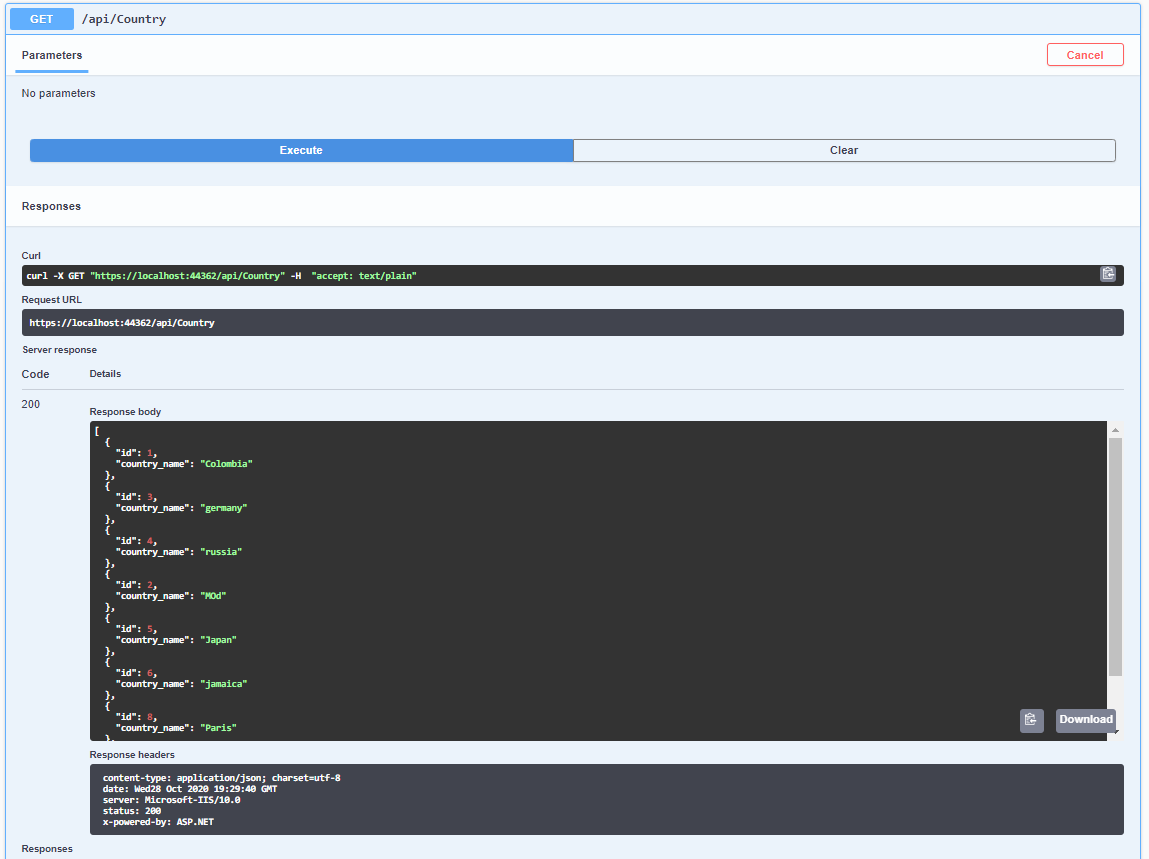 GET /api/Country
Parameters
Cancel
No parameters
Execute
Clear
Responses
Curl
curl -X GET "https://localhost:44362/api/Country" -H  "accept: text/plain"
Request URL
https://localhost:44362/api/Country
Server response
Code Details
200
Response body
[
  {
    "id": 1,
    "country_name": "Colombia"
  },
  {
    "id": 3,
    "country_name": "germany"
  },
  {
    "id": 4,
    "country_name": "russia"
  },
  {
    "id": 2,
    "country_name": "MOd"
  },
  {
    "id": 5,
    "country_name": "Japan"
  },
  {
    "id": 6,
    "country_name": "jamaica"
  },
  {
    "id": 8,
    "country_name": "Paris"
  },
Download
Response headers
content-type: application/json; charset=utf-8
date: Wed28 Oct 2020 19:29:40 GMT
server: Microsoft-IIS/10.0
status: 200
x-powered-by: ASP.NET
Responses